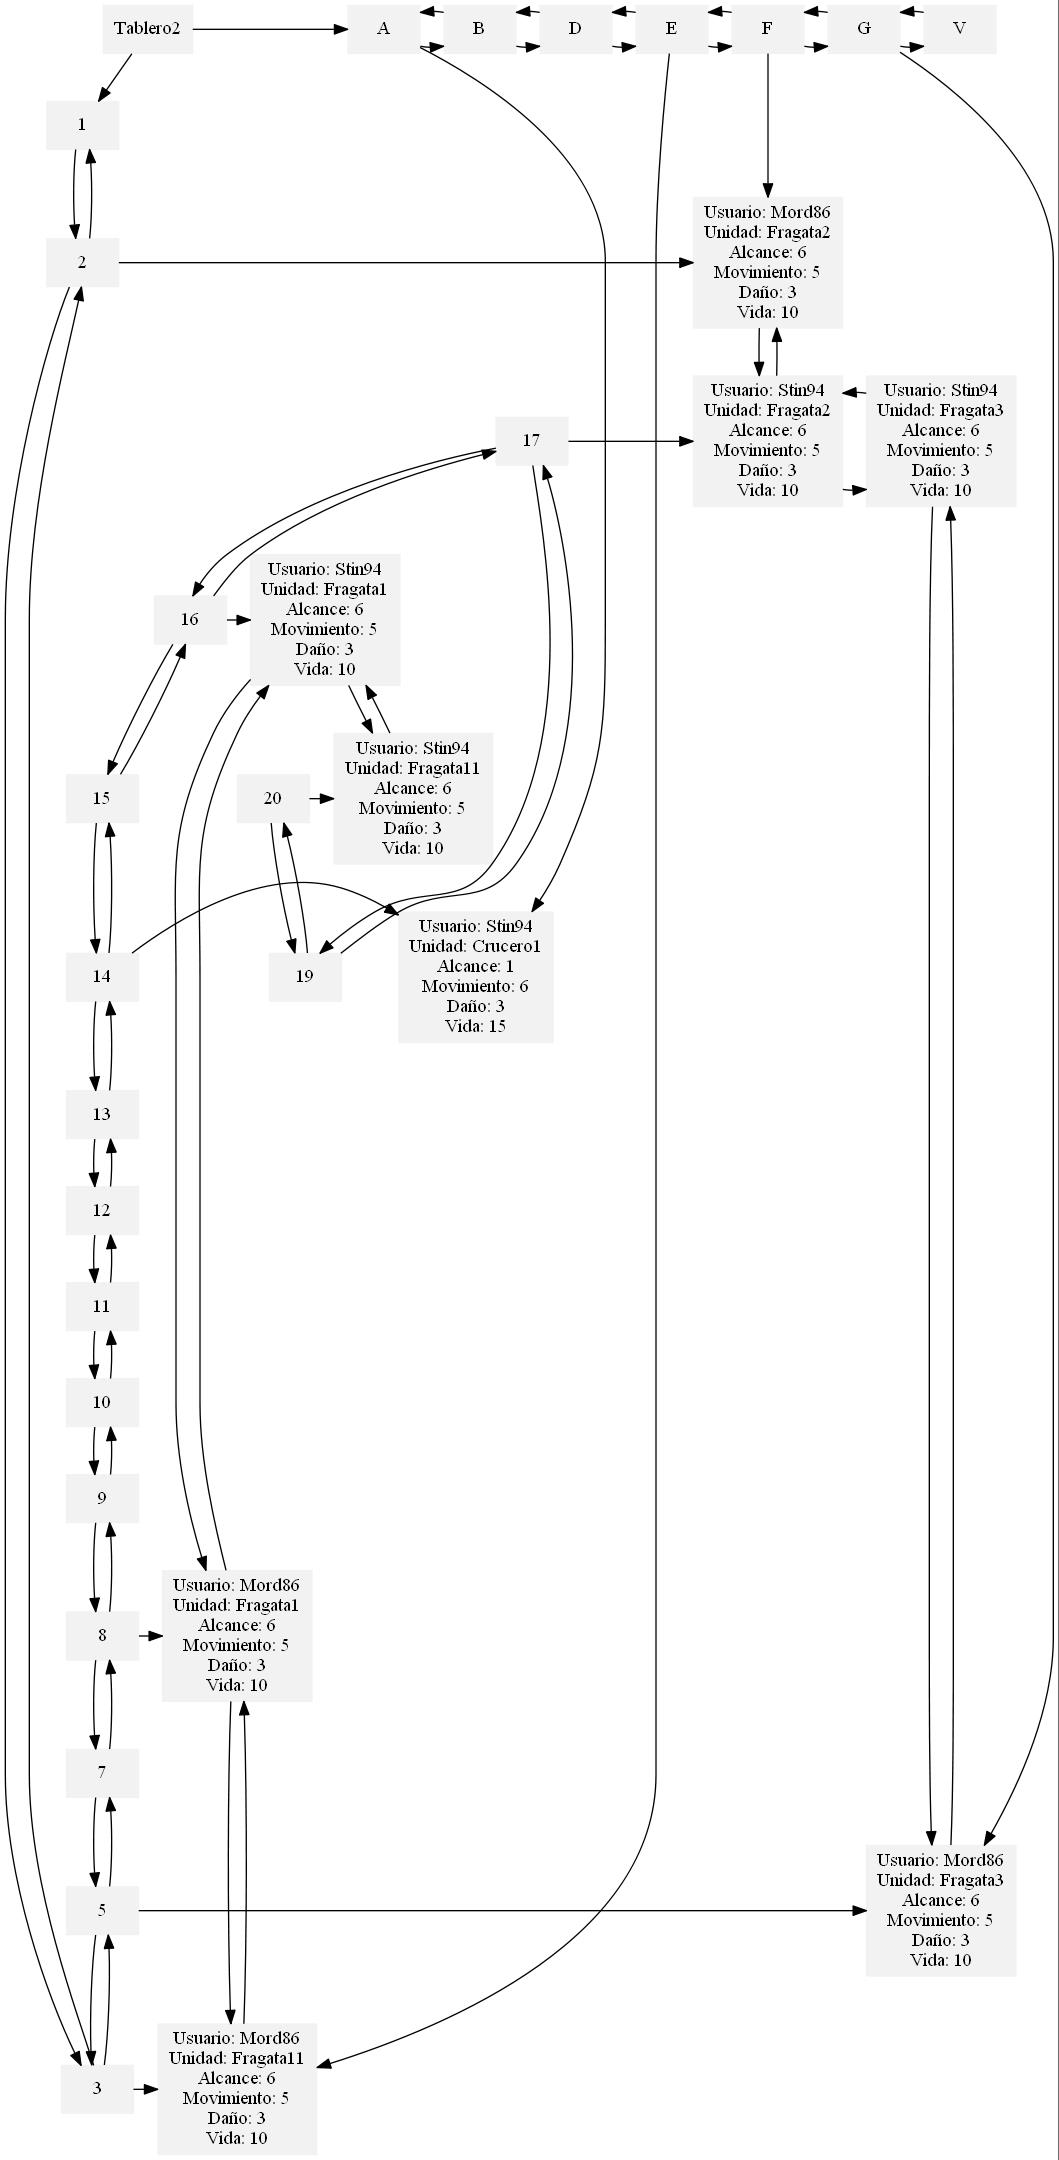 Tablero2
A
B
D
E
F
G
V
1
Usuario: Mord86
Unidad: Fragata2
Alcance: 6
Movimiento: 5
Daño: 3
Vida: 10
2
Usuario: Stin94
Unidad: Fragata2
Alcance: 6
Movimiento: 5
Daño: 3
Vida: 10
Usuario: Stin94
Unidad: Fragata3
Alcance: 6
Movimiento: 5
Daño: 3
Vida: 10
17
Usuario: Stin94
Unidad: Fragata1
Alcance: 6
Movimiento: 5
Daño: 3
Vida: 10
16
Usuario: Stin94
Unidad: Fragata11
Alcance: 6
Movimiento: 5
Daño: 3
Vida: 10
15
20
Usuario: Stin94
Unidad: Crucero1
Alcance: 1
Movimiento: 6
Daño: 3
Vida: 15
14
19
13
12
11
10
9
Usuario: Mord86
Unidad: Fragata1
Alcance: 6
Movimiento: 5
Daño: 3
Vida: 10
8
7
Usuario: Mord86
Unidad: Fragata3
Alcance: 6
Movimiento: 5
Daño: 3
Vida: 10
5
Usuario: Mord86
Unidad: Fragata11
Alcance: 6
Movimiento: 5
Daño: 3
Vida: 10
3